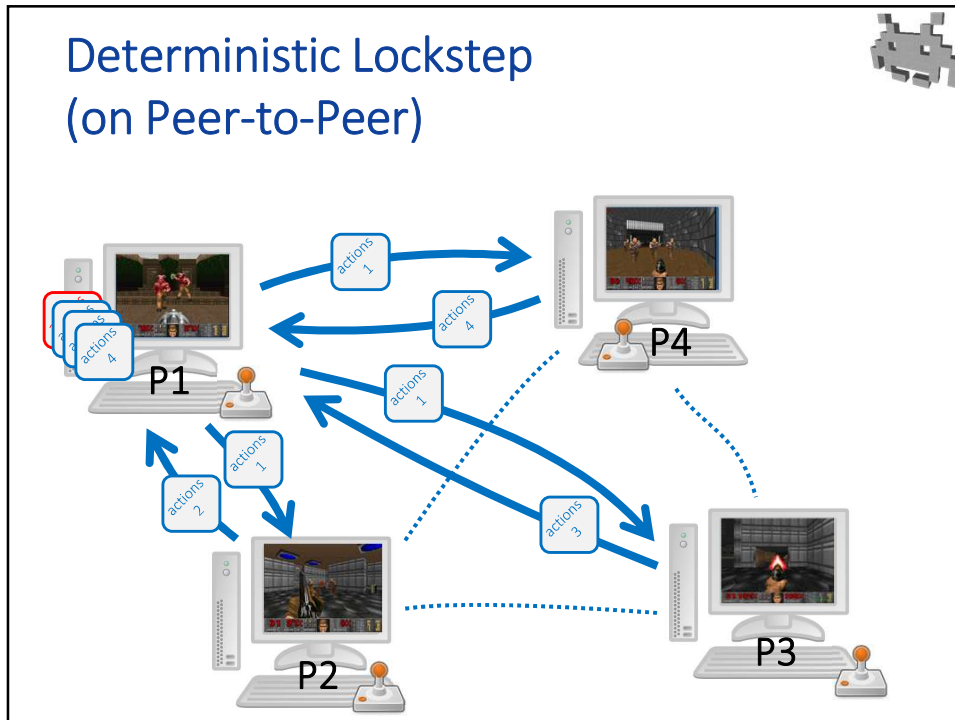 Deterministic Lockstep
(on Peer-to-Peer)
actions
1
actions
4
actions
4
P1
P4
actions
1
actions
1
actions
2
actions
3
P2
P3